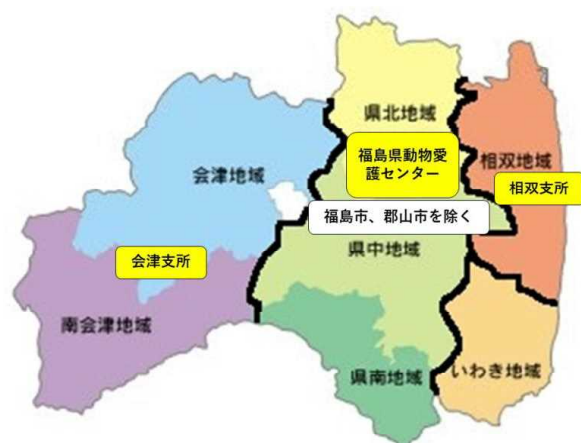 県北地域
福島県動物愛
護センター
相双地域
会津地域
相双支所
福島市、郡山市を除く
県中地域
会津支所
南会津地域
県南地域
いわき地域